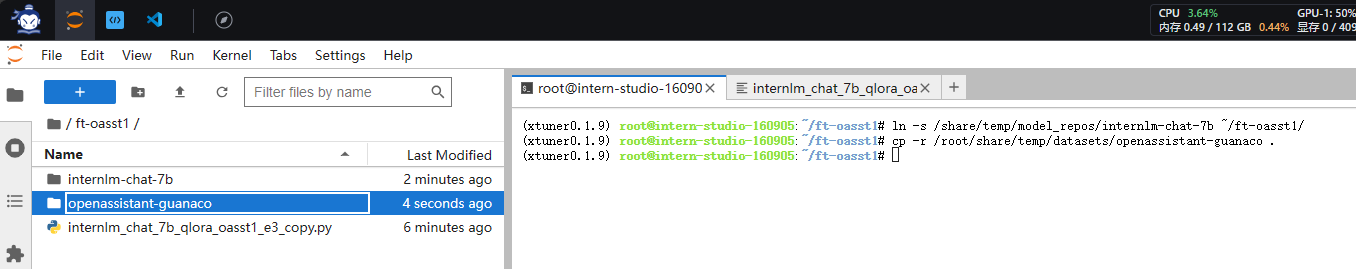 CPU 3.64% GPU-1: 50%
内存 0.49 / 112 GB 0.44% 显存 0 / 409
File Edit View Run Kernel Tabs Settings Help
+ Filter files by name root@intern-studio-16090 internlm_chat_7b_qlora_oa
/ ft-oasst1 /
Name Last Modified
internlm-chat-7b 2 minutes ago
openassistant-guanaco 4 seconds ago
internlm_chat_7b_qlora_oasst1_e3_copy.py 6 minutes ago
(xtuner0.1.9) root@intern-studio-160905:~/ft-oasst1# ln -s /share/temp/model_repos/internlm-chat-7b ~/ft-oasst1/
(xtuner0.1.9) root@intern-studio-160905:~/ft-oasst1# cp -r /root/share/temp/datasets/openassistant-guanaco .
(xtuner0.1.9) root@intern-studio-160905:~/ft-oasst1#